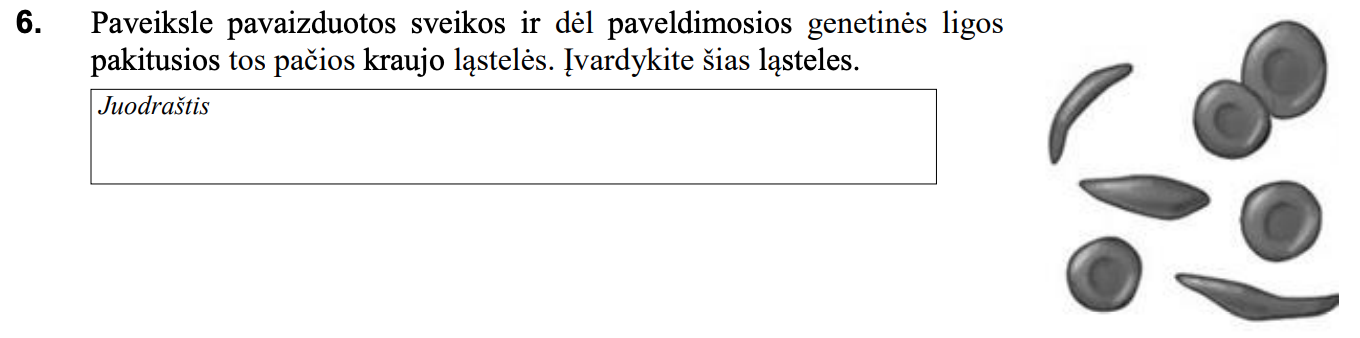 6. Paveiksle pavaizduotos sveikos ir dėl paveldimosios genetinės ligos
pakitusios tos pačios kraujo ląstelės. Įvardykite šias ląsteles.
Juodraštis